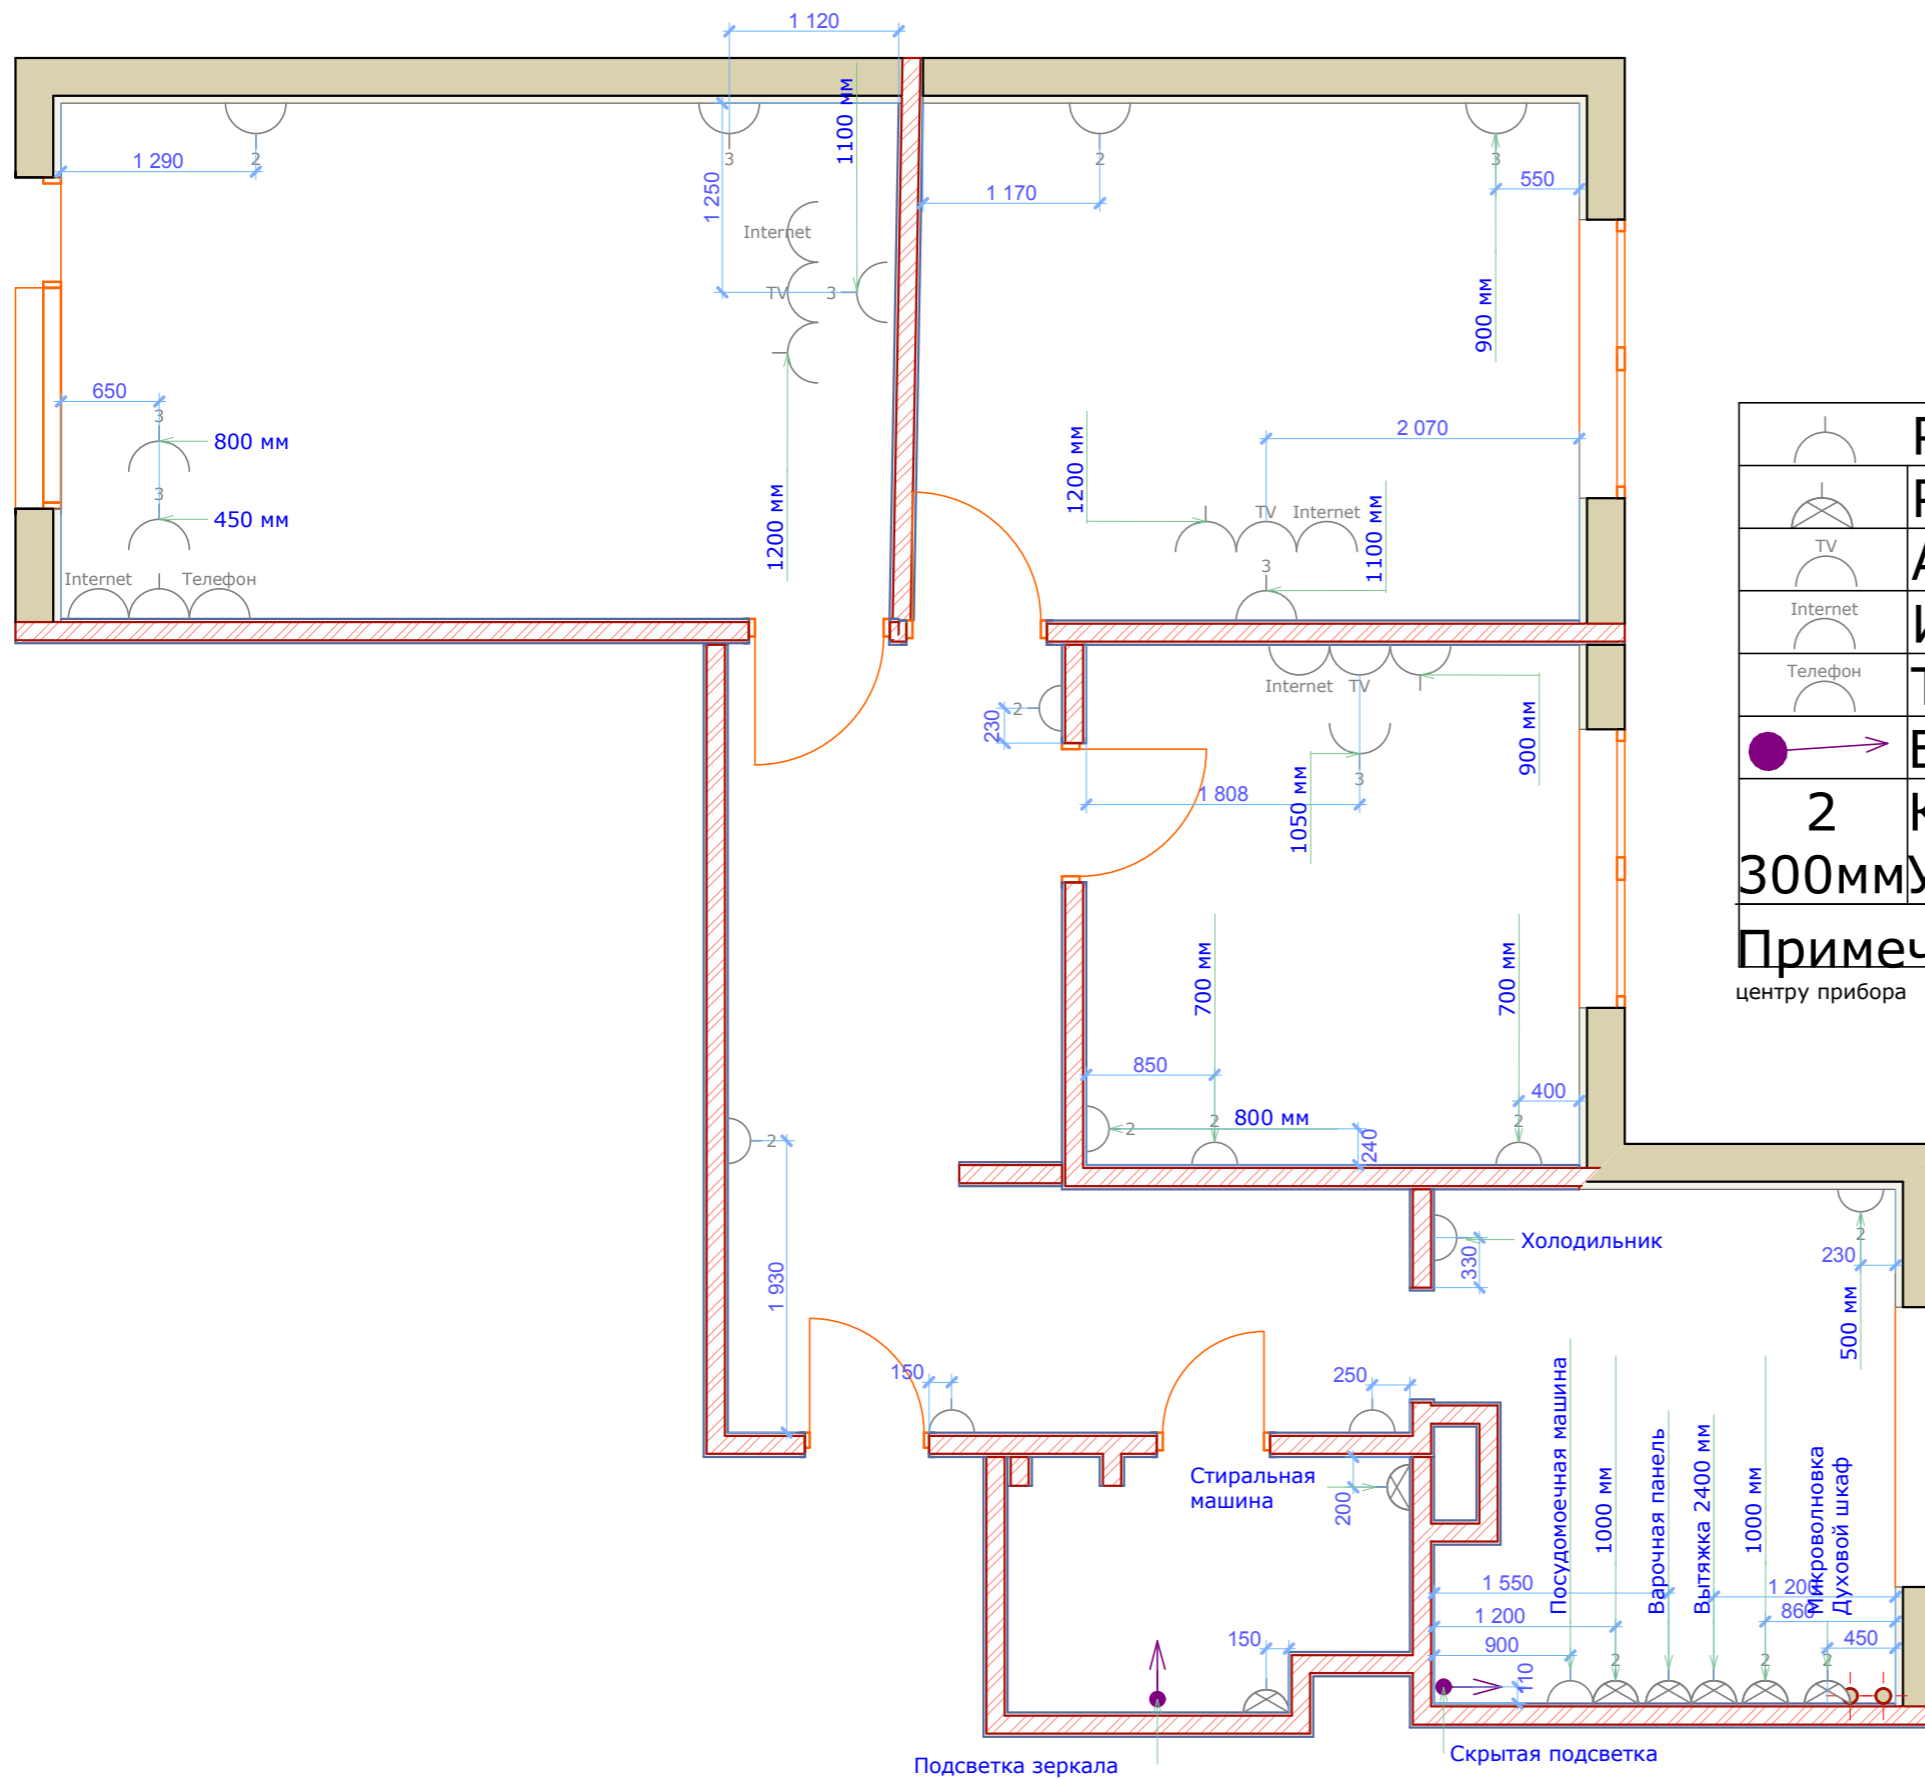 1 120
1100 мм
1 290
2
3
1 250
Internet
TV
3
1200 мм
650
3
800 мм
3
450 мм
Internet
Телефон
2
1 170
3
550
900 мм
2 070
1200 мм
TV
Internet
1100 мм
3
2
230
Internet
TV
900 мм
3
1 808
1050 мм
700 мм
700 мм
850
400
2
800 мм
2
2
240
2
1 930
Холодильник
330
2
230
500 мм
150
250
Стиральная
машина
200
150
Подсветка зеркала
Посудомоечная машина
1000 мм
Варочная панель
Вытяжка 2400 мм
1000 мм
Микроволновка
Духовой шкаф
1 550
1 200
1 200
860
900
450
110
2
2
2
Скрытая подсветка
TV
Internet
Телефон
2
300мм
Примеч
центру прибора